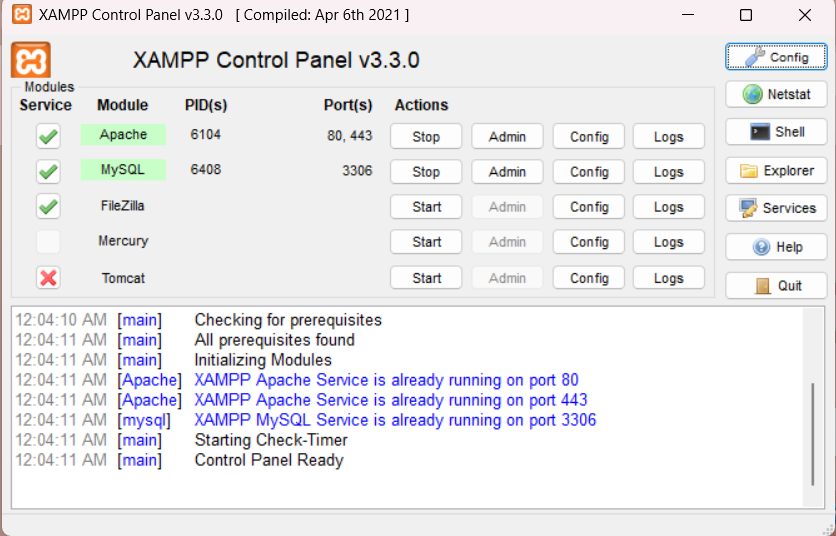 XAMPP Control Panel v3.3.0 [ Compiled: Apr 6th 2021 ]
XAMPP Control Panel v3.3.0
Config
Modules
Service Module PID(s) Port(s) Actions
Netstat
Apache 6104 80, 443 Stop Admin Config Logs
Shell
MySQL 6408 3306 Stop Admin Config Logs
Explorer
FileZilla Start Admin Config Logs
Services
Mercury Start Admin Config Logs
Help
Tomcat Start Admin Config Logs
Quit
12:04:10 AM [main] Checking for prerequisites
12:04:11 AM [main] All prerequisites found
12:04:11 AM [main] Initializing Modules
12:04:11 AM [Apache] XAMPP Apache Service is already running on port 80
12:04:11 AM [Apache] XAMPP Apache Service is already running on port 443
12:04:11 AM [mysql] XAMPP MySQL Service is already running on port 3306
12:04:11 AM [main] Starting Check-Timer
12:04:11 AM [main] Control Panel Ready